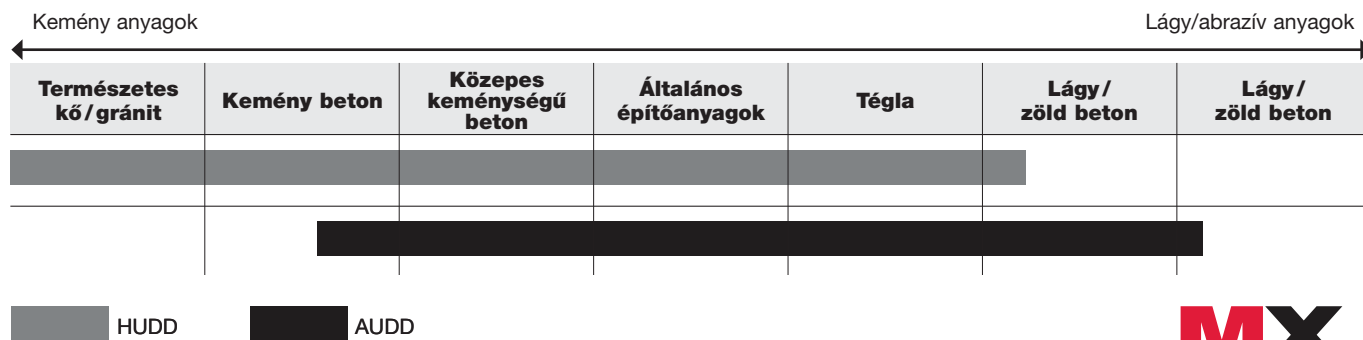 Kemény anyagok
Lágy/abrazív anyagok
Természetes
kő/gránit
Kemény beton
Közepes
keménységű
beton
Általános
építőanyagok
Tégla
Lágy/
zöld beton
Lágy/
zöld beton
HUDD
AUDD
MX